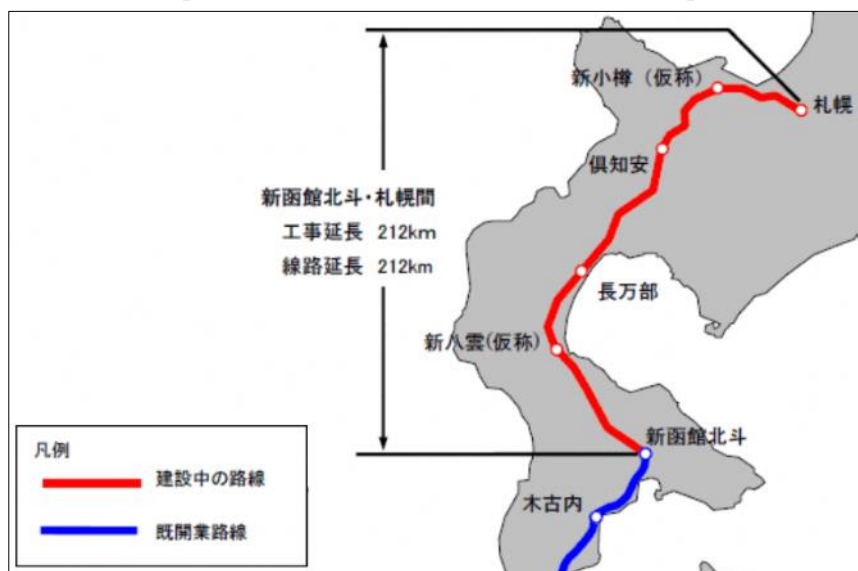 新小樽（仮称）
札幌
倶知安
新函館北斗・札幌間
工事延長 212km
線路延長 212km
長万部
新八雲(仮称)
新函館北斗
木古内
凡例
建設中の路線
既開業路線